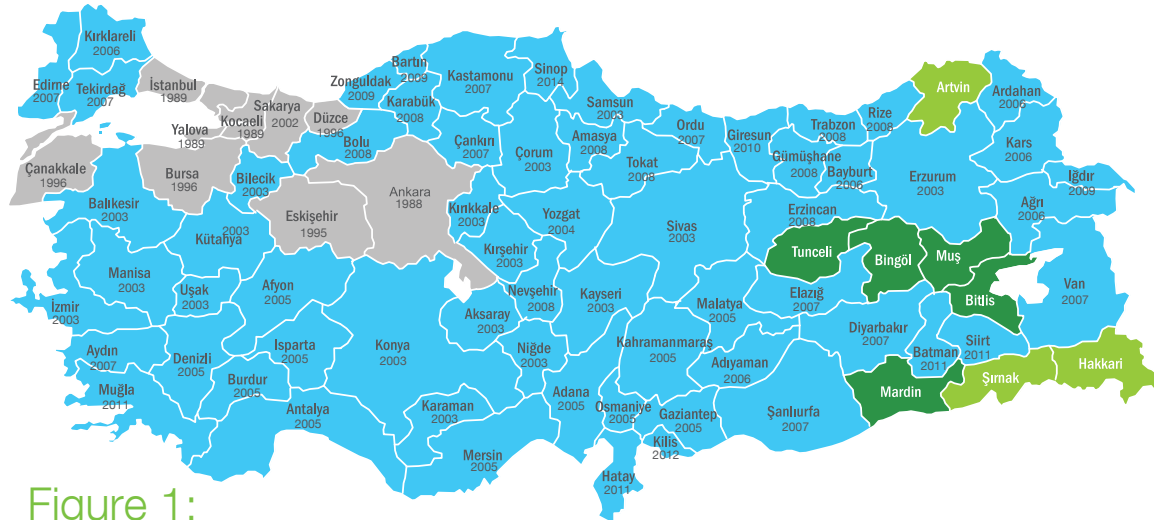 Kırklareli
2006
Edirne
2007
Tekirdağ
2007
İstanbul
1989
Yalova
1989
Kocaeli
1989
Sakarya
2002
Düzce
1996
Zonguldak
2009
Bartın
2009
Karabük
2008
Kastamonu
2007
Sinop
2014
Samsun
2003
Ordu
2007
Giresun
2010
Trabzon
2008
Rize
2008
Artvin
Ardahan
2006
Kars
2006
Iğdır
2009
Ağrı
2006
Erzurum
2003
Bayburt
2006
Gümüşhane
2008
Erzincan
2008
Tokat
2008
Amasya
2008
Çorum
2003
Çankırı
2007
Bolu
2008
Çanakkale
1996
Bursa
1996
Bilecik
2003
Balıkesir
2003
2003
Kütahya
Eskişehir
1995
Ankara
1988
Kırıkkale
2003
Yozgat
2004
Sivas
2003
Kırşehir
2003
Tunceli
Bingöl
Muş
Bitlis
Van
2007
Manisa
2003
Uşak
2003
Afyon
2005
İzmir
2003
Aksaray
2003
Nevşehir
2008
Kayseri
2003
Malatya
2005
Elazığ
2007
Diyarbakır
2007
Batman
2011
Siirt
2011
Şırnak
Hakkari
Mardin
Aydın
2007
Denizli
2005
Isparta
2005
Burdur
2005
Konya
2003
Niğde
2003
Kahramanmaraş
2005
Adıyaman
2006
Muğla
2011
Antalya
2005
Karaman
2003
Mersin
2005
Adana
2005
Osmaniye
2005
Gaziantep
2005
Kilis
2012
Şanlıurfa
2007
Hatay
2011
Figure 1: